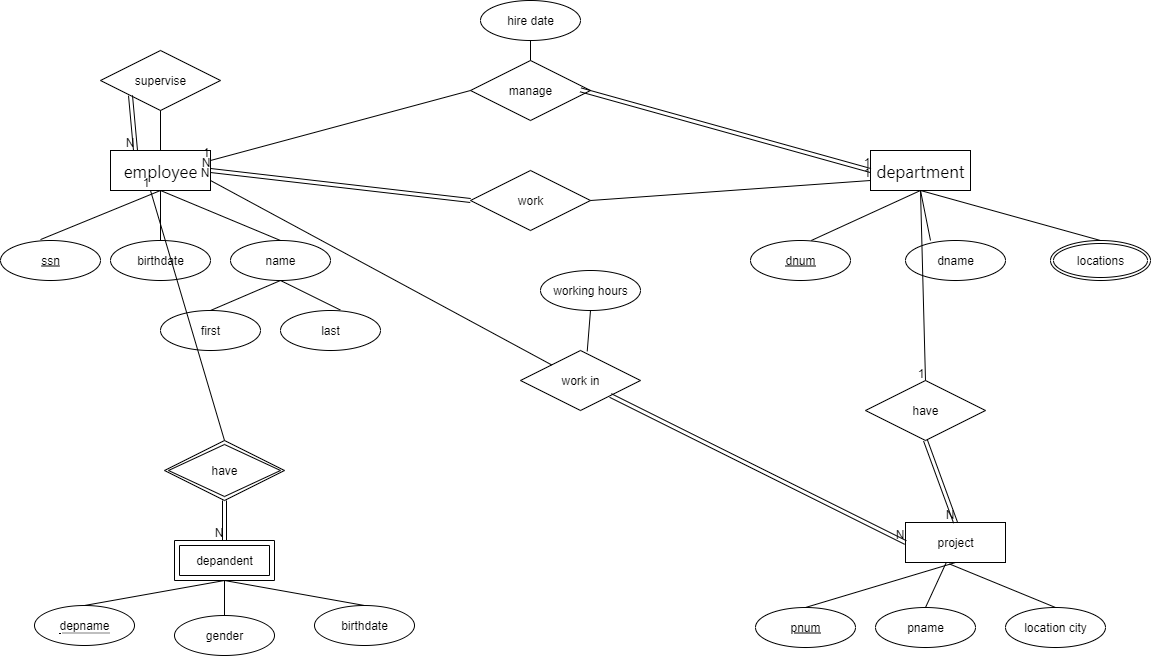 hire date
supervise
manage
N
1
N
N
1
1
employee
1
department
work
ssn
birthdate
name
dnum
dname
locations
working hours
first
last
work in
1
have
have
N
N
N
project
depandent
depname
gender
birthdate
pnum
pname
location city